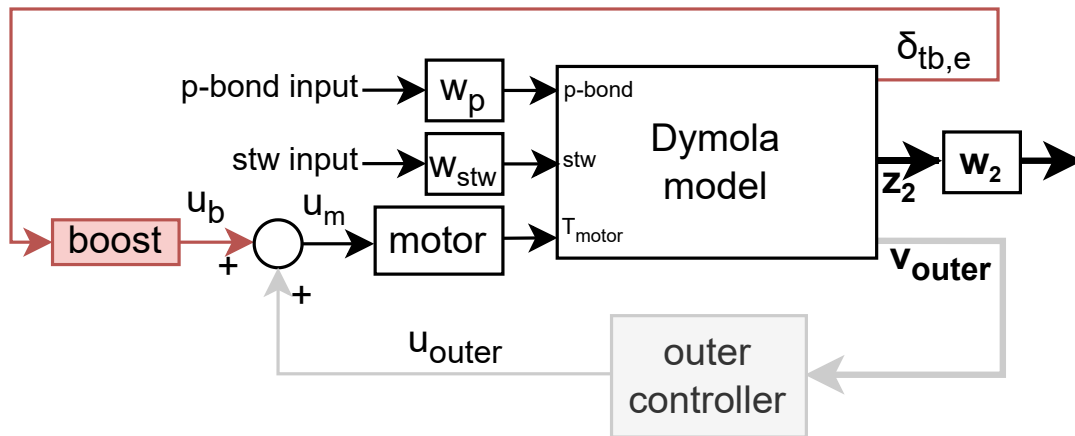 δtb,e
p-bond input
wp
p-bond
Dymola
model
stw input
wstw
stw
z2
w2
ub
um
boost
+
motor
Tmotor
vouter
+
uouter
outer
controller